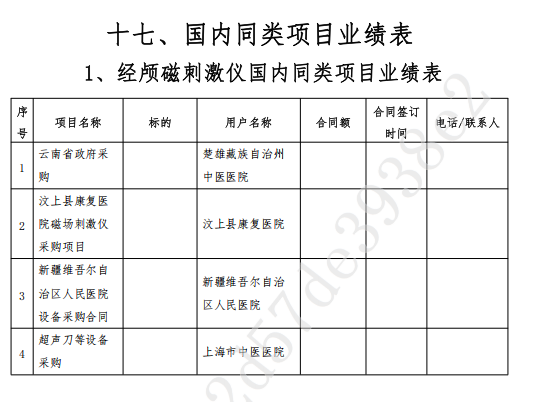 十七、国内同类项目业绩表
1、经颅磁刺激仪国内同类项目业绩表
序号 项目名称 标的 用户名称 合同额 合同签订时间 电话/联系人
1 云南省政府采购 楚雄藏族自治州中医医院
2 汶上县康复医院磁场刺激仪采购项目 汶上县康复医院
3 新疆维吾尔自治区人民医院设备采购合同 新疆维吾尔自治区人民医院
4 超声刀等设备采购 上海市中医医院
2d57de3938c2